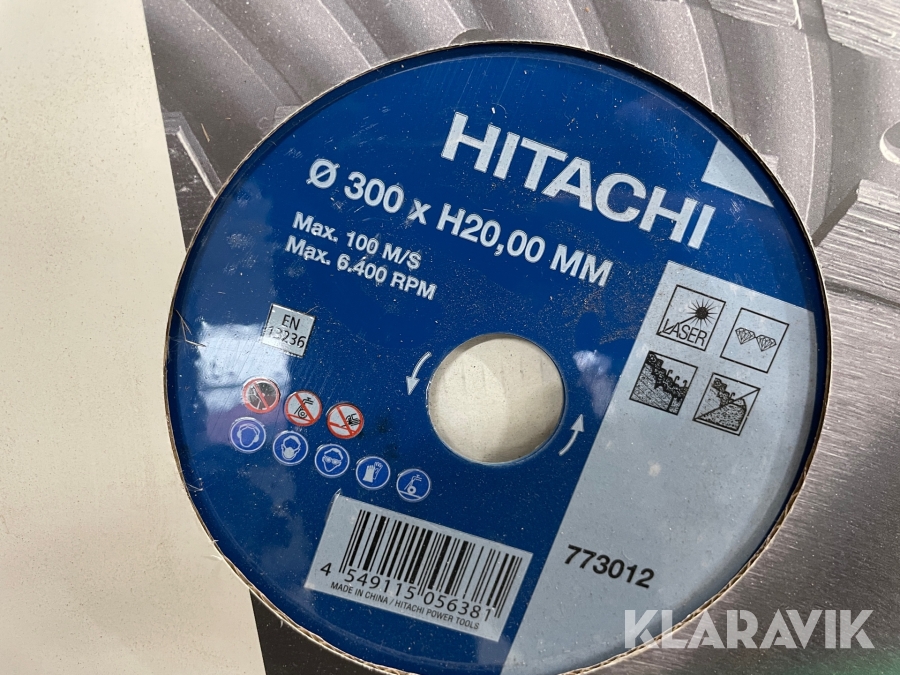 HITACHI
Ø 300 x H20,00 MM
Max. 100 M/S
Max. 6.400 RPM
EN
13236
LASER
4 549115 056381
MADE IN CHINA / HITACHI POWER TOOLS
773012
KLARAVIK